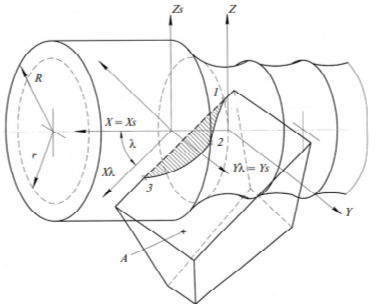 Zs
Z
R
1
X = Xs
λ
2
r
Xλ
Yλ = Ys
3
Y
A